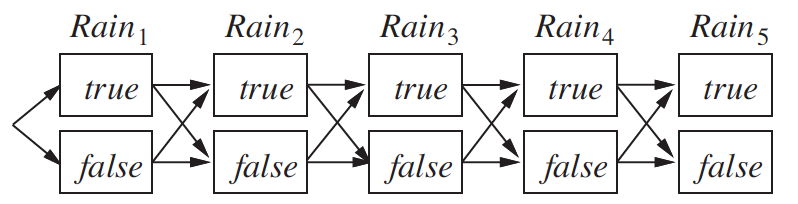 Rain1 Rain2 Rain3 Rain4 Rain5
true true true true true
false false false false false